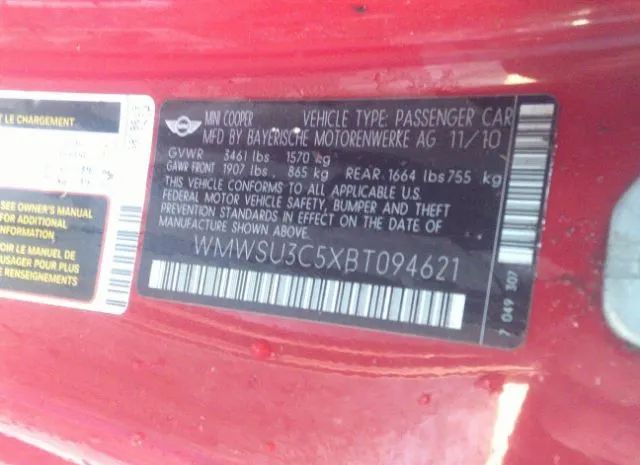 LE CHARGEMENT
SEE OWNER'S MANUAL
FOR ADDITIONAL
INFORMATION
LE MANUEL DE
RENSEIGNEMENTS
MINI COOPER VEHICLE TYPE: PASSENGER CAR
MFD BY BAYERISCHE MOTORENWERKE AG 11/10
GVWR 3461 lbs 1570 kg
GAWR FRONT 1907 lbs 865 kg REAR 1664 lbs 755 kg
THIS VEHICLE CONFORMS TO ALL APPLICABLE U.S.
FEDERAL MOTOR VEHICLE SAFETY, BUMPER AND THEFT
PREVENTION STANDARDS IN EFFECT ON THE DATE OF
MANUFACTURE SHOWN ABOVE.
WMWSU3C5XBT094621
7 049 307